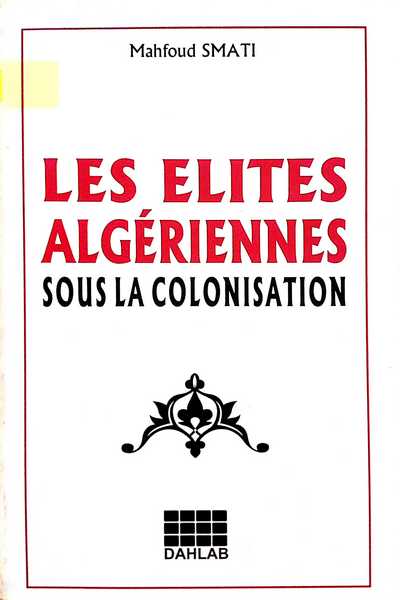 Mahfoud SMATI
LES ELITES
ALGÉRIENNES
SOUS LA COLONISATION
DAHLAB